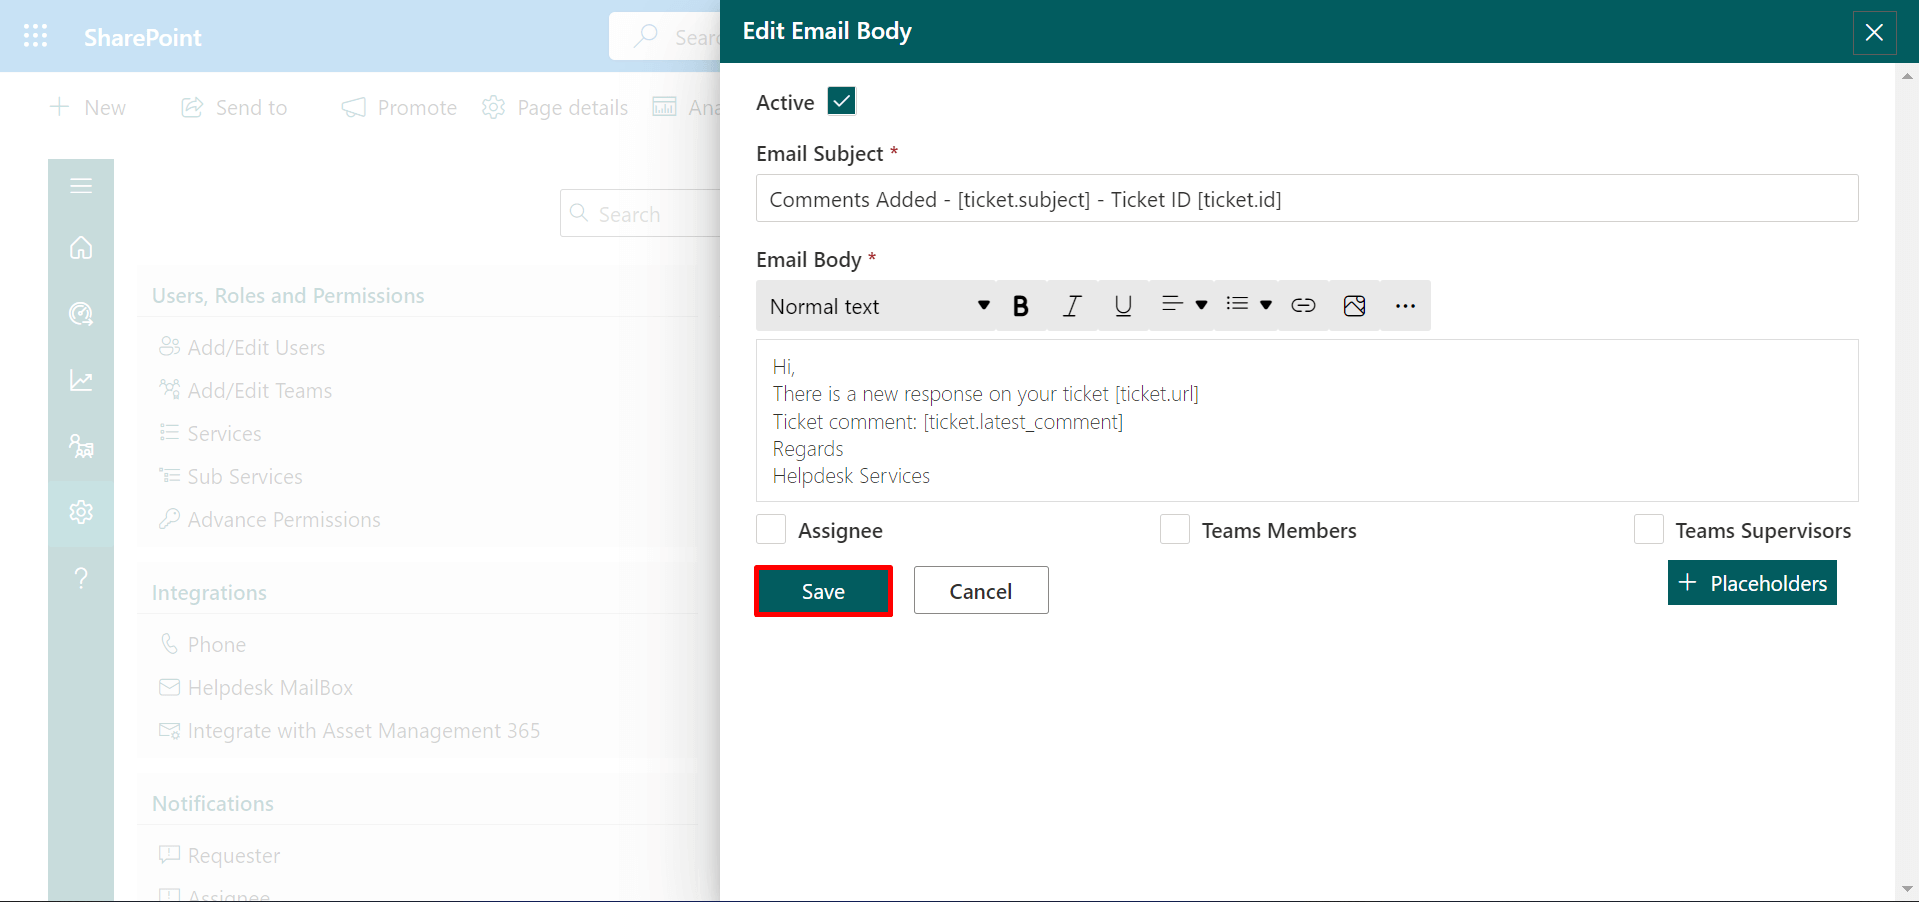 SharePoint
Sear
New
Send to
Promote
Page details
Ana
Search
Users, Roles and Permissions
Add/Edit Users
Add/Edit Teams
Services
Sub Services
Advance Permissions
Integrations
Phone
Helpdesk MailBox
Integrate with Asset Management 365
Notifications
Requester
Assignee
Edit Email Body
Active
Email Subject *
Comments Added - [ticket.subject] - Ticket ID [ticket.id]
Email Body *
Normal text
Hi,
There is a new response on your ticket [ticket.url]
Ticket comment: [ticket.latest_comment]
Regards
Helpdesk Services
Assignee
Teams Members
Teams Supervisors
Save
Cancel
+ Placeholders